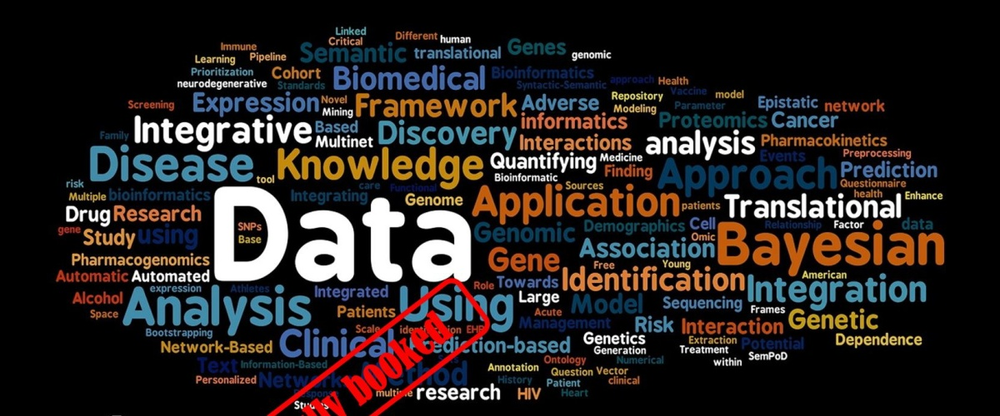 Linked
Critical Different human
Immune Semantic translational Genes genomic
Learning Pipeline
Prioritization Cohort Biomedical Bioinformatics
neurodegenerative Standards Syntactic-Semantic approach Health
Screening Expression Novel Framework Adverse Repository Vaccine model
Mining Modeling Parameter Epistatic network
Family Integrative Based Discovery informatics Proteomics Cancer
Multinet Interactions analysis Pharmacokinetics
Disease tool Knowledge Quantifying Medicine Finding Approach Events Preprocessing
Bioinformatic Prediction
risk care Functional Sources Questionnaire
Multiple bioinformatics Integrating Genome Application patients Translational health Enhance
Drug Research Data
gene Study using SNPs Genomic Demographics Cell Relationship Factor data
Base Omic
Pharmacogenomics Gene Association Bayesian
Automatic Automated Free Young
expression Athletes Integrated Role Towards Identification American
Alcohol Analysis Using Large Model Sequencing Frames Integration
Space Patients Acute
Bootstrapping Scale identification EHR Management Risk Interaction Genetic
Network-Based Clinical rediction-based Genetics Extraction Potential Dependence
Generation Treatment
Text Information-Based Ontology Numerical within SemPoD
Personalized Network ethod Annotation Question Vector
Response History Patient clinical
multiple research HIV Heart
Studies
lly booked